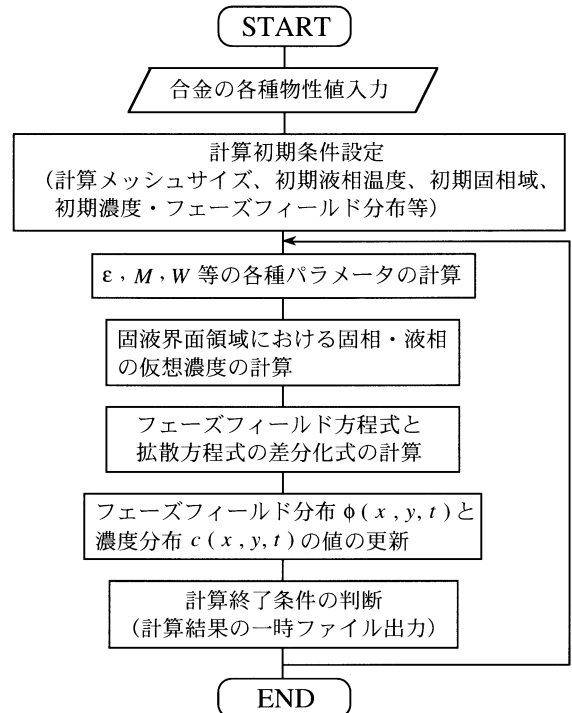 START
合金の各種物性値入力
計算初期条件設定
（計算メッシュサイズ、初期液相温度、初期固相域、
初期濃度・フェーズフィールド分布等）
ε , M , W 等の各種パラメータの計算
固液界面領域における固相・液相
の仮想濃度の計算
フェーズフィールド方程式と
拡散方程式の差分化式の計算
フェーズフィールド分布 ϕ ( x , y, t ) と
濃度分布 c ( x , y, t ) の値の更新
計算終了条件の判断
（計算結果の一時ファイル出力）
END